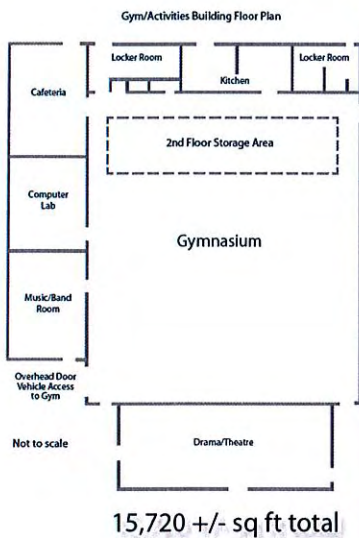 Gym/Activities Building Floor Plan
Locker Room
Kitchen
Locker Room
Cafeteria
2nd Floor Storage Area
Computer
Lab
Gymnasium
Music/Band
Room
Overhead Door
Vehicle Access
to Gym
Not to scale
Drama/Theatre
15,720 +/- sq ft total